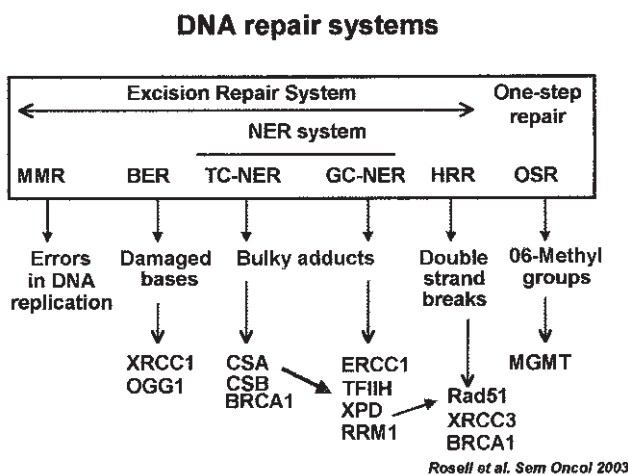 DNA repair systems
Excision Repair System
One-step
repair
NER system
MMR BER TC-NER GC-NER HRR OSR
Errors
in DNA
replication
Damaged
bases
Bulky adducts
Double
strand
breaks
06-Methyl
groups
XRCC1
OGG1
CSA
CSB
BRCA1
ERCC1
TFIIH
XPD
RRM1
Rad51
XRCC3
BRCA1
MGMT
Rosell et al. Sem Oncol 2003